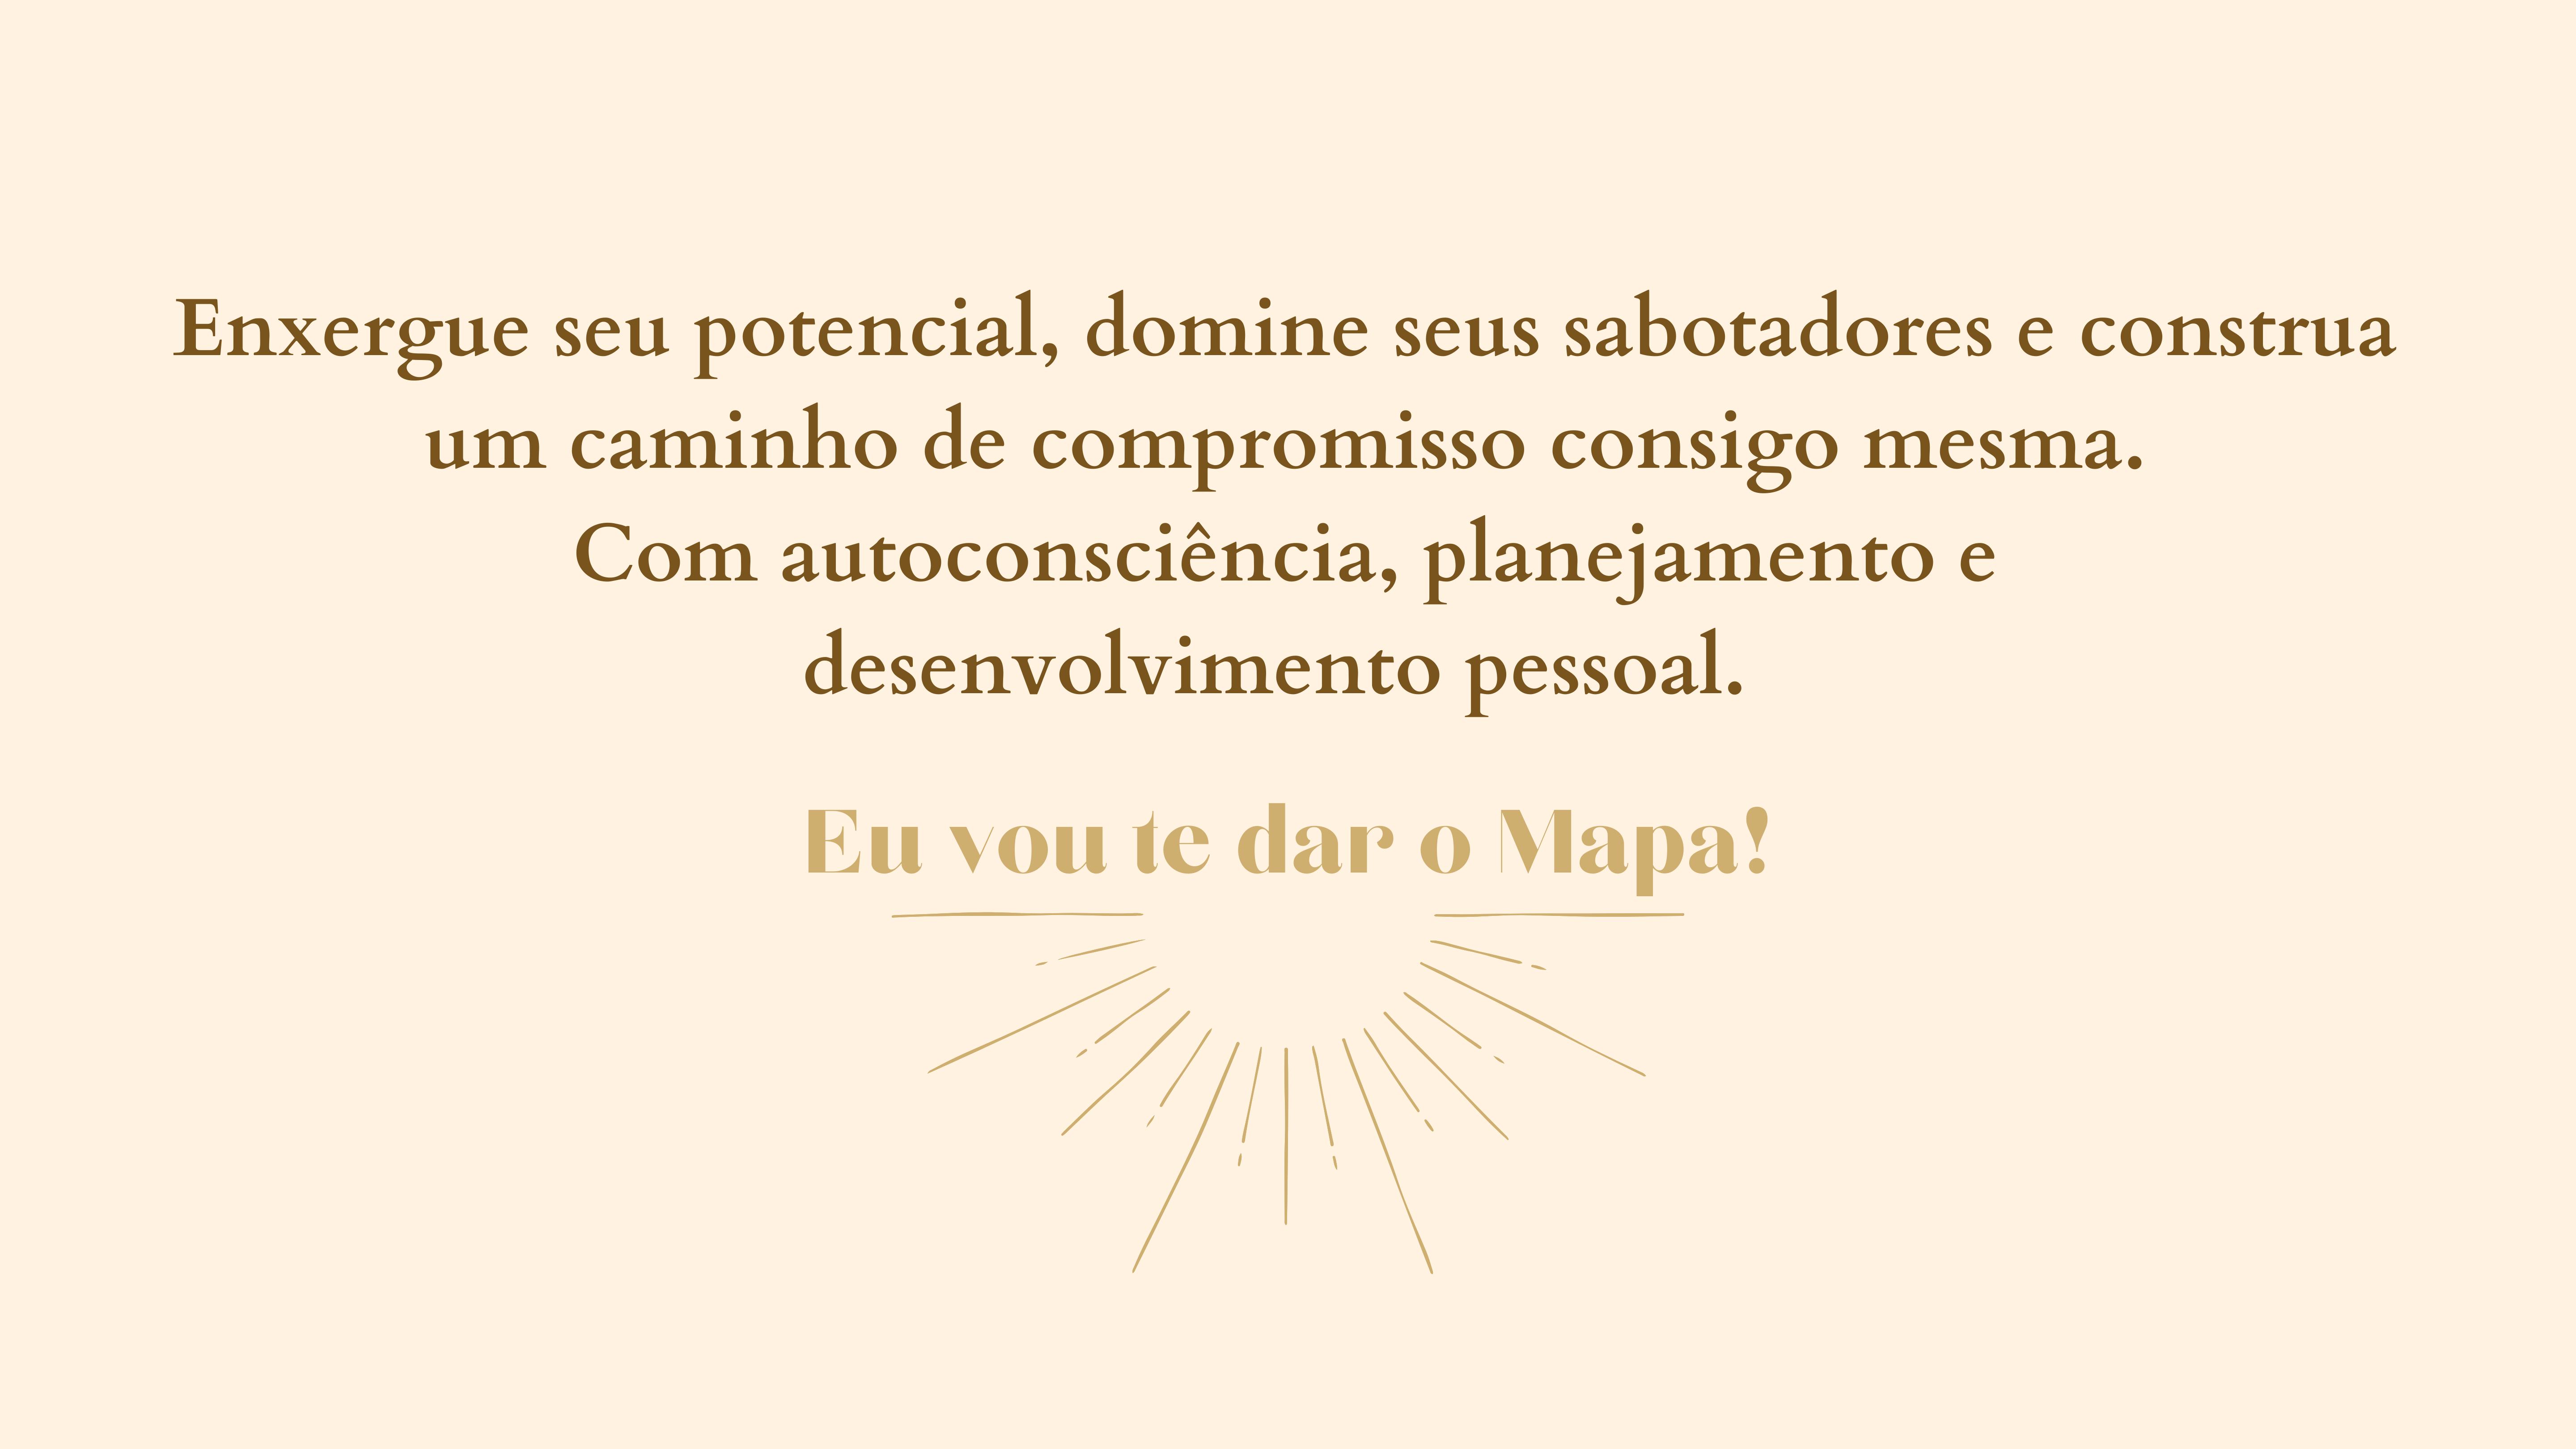 Enxergue seu potencial, domine seus sabotadores e construa
um caminho de compromisso consigo mesma.
Com autoconsciência, planejamento e
desenvolvimento pessoal.
Eu vou te dar o Mapa!